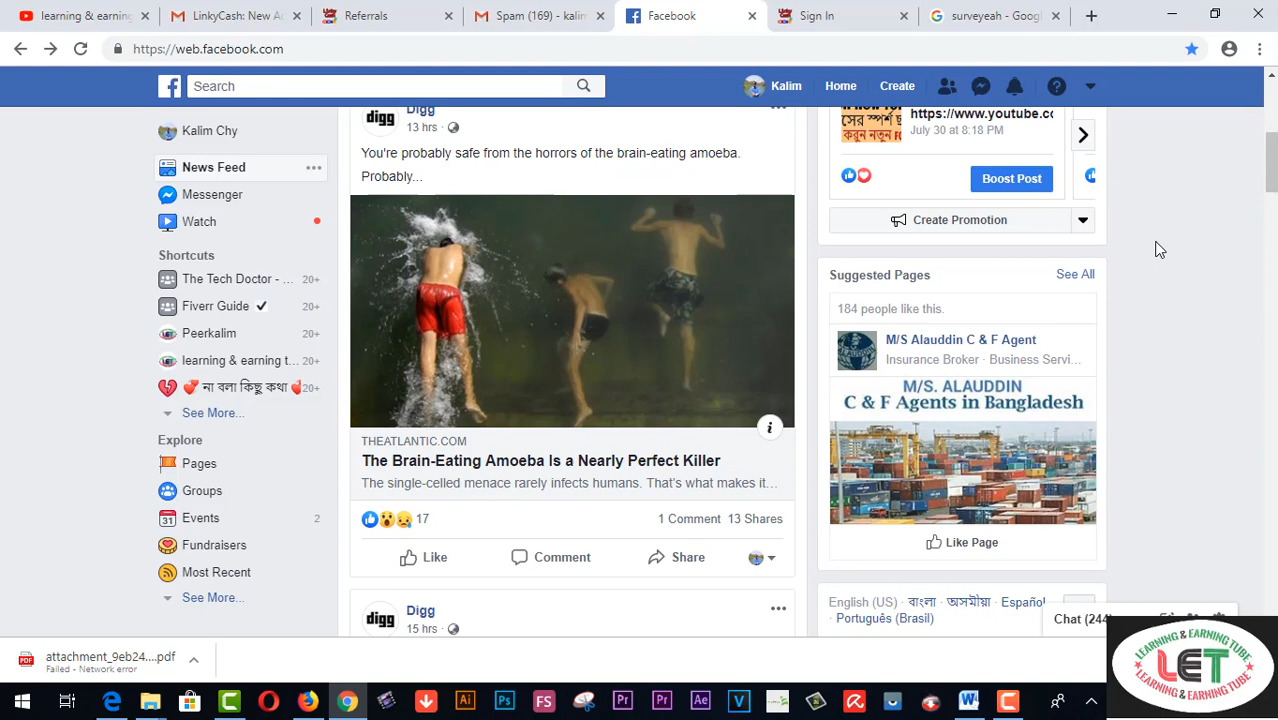 learning & earning
LinkyCash: New A
Referrals
Spam (169) - kalim
Facebook
Sign In
surveyeah - Googl
https://web.facebook.com
Search
Kalim
Home
Create
Kalim Chy
News Feed
Messenger
Watch
Shortcuts
The Tech Doctor - ... 20+
Fiverr Guide 20+
Peerkalim 20+
learning & earning t... 20+
না বলা কিছু কথা 20+
See More...
Explore
Pages
Groups
Events 2
Fundraisers
Most Recent
See More...
digg
Digg
13 hrs
You're probably safe from the horrors of the brain-eating amoeba.
Probably...
THEATLANTIC.COM
The Brain-Eating Amoeba Is a Nearly Perfect Killer
The single-celled menace rarely infects humans. That's what makes it...
17
1 Comment 13 Shares
Like
Comment
Share
digg
Digg
15 hrs
https://www.youtube.cc
সের স্পর্শ
করুন নতুন
July 30 at 8:18 PM
Boost Post
Create Promotion
Suggested Pages
See All
184 people like this.
M/S Alauddin C & F Agent
Insurance Broker · Business Servi...
M/S. ALAUDDIN
C & F Agents in Bangladesh
Like Page
English (US) · বাংলা · অসমীয়া · Español
· Português (Brasil)
Chat (244)
attachment_9eb24....pdf
Failed - Network error
LEARNING & EARNING TUBE
LET
LEARNING & EARNING TUBE